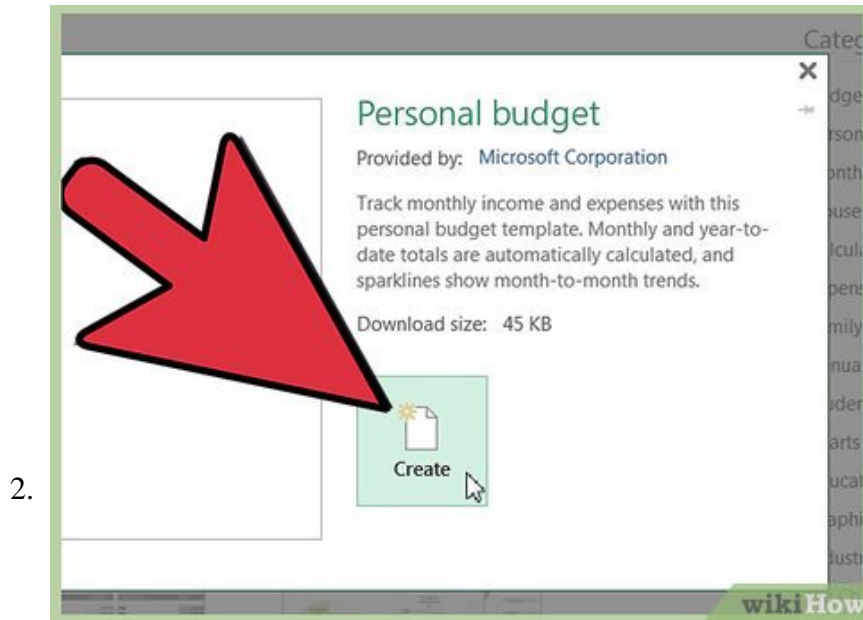 Categ
Personal budget
Provided by: Microsoft Corporation
Track monthly income and expenses with this
personal budget template. Monthly and year-to-
date totals are automatically calculated, and
sparklines show month-to-month trends.
Download size: 45 KB
Create
2.
wikiHow